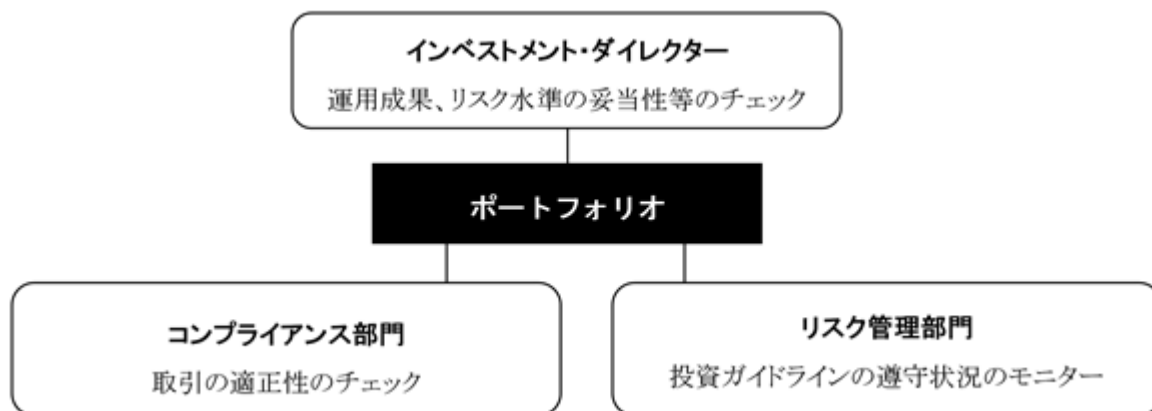 インベストメント・ダイレクター
運用成果、リスク水準の妥当性等のチェック
ポートフォリオ
コンプライアンス部門
取引の適正性のチェック
リスク管理部門
投資ガイドラインの遵守状況のモニター